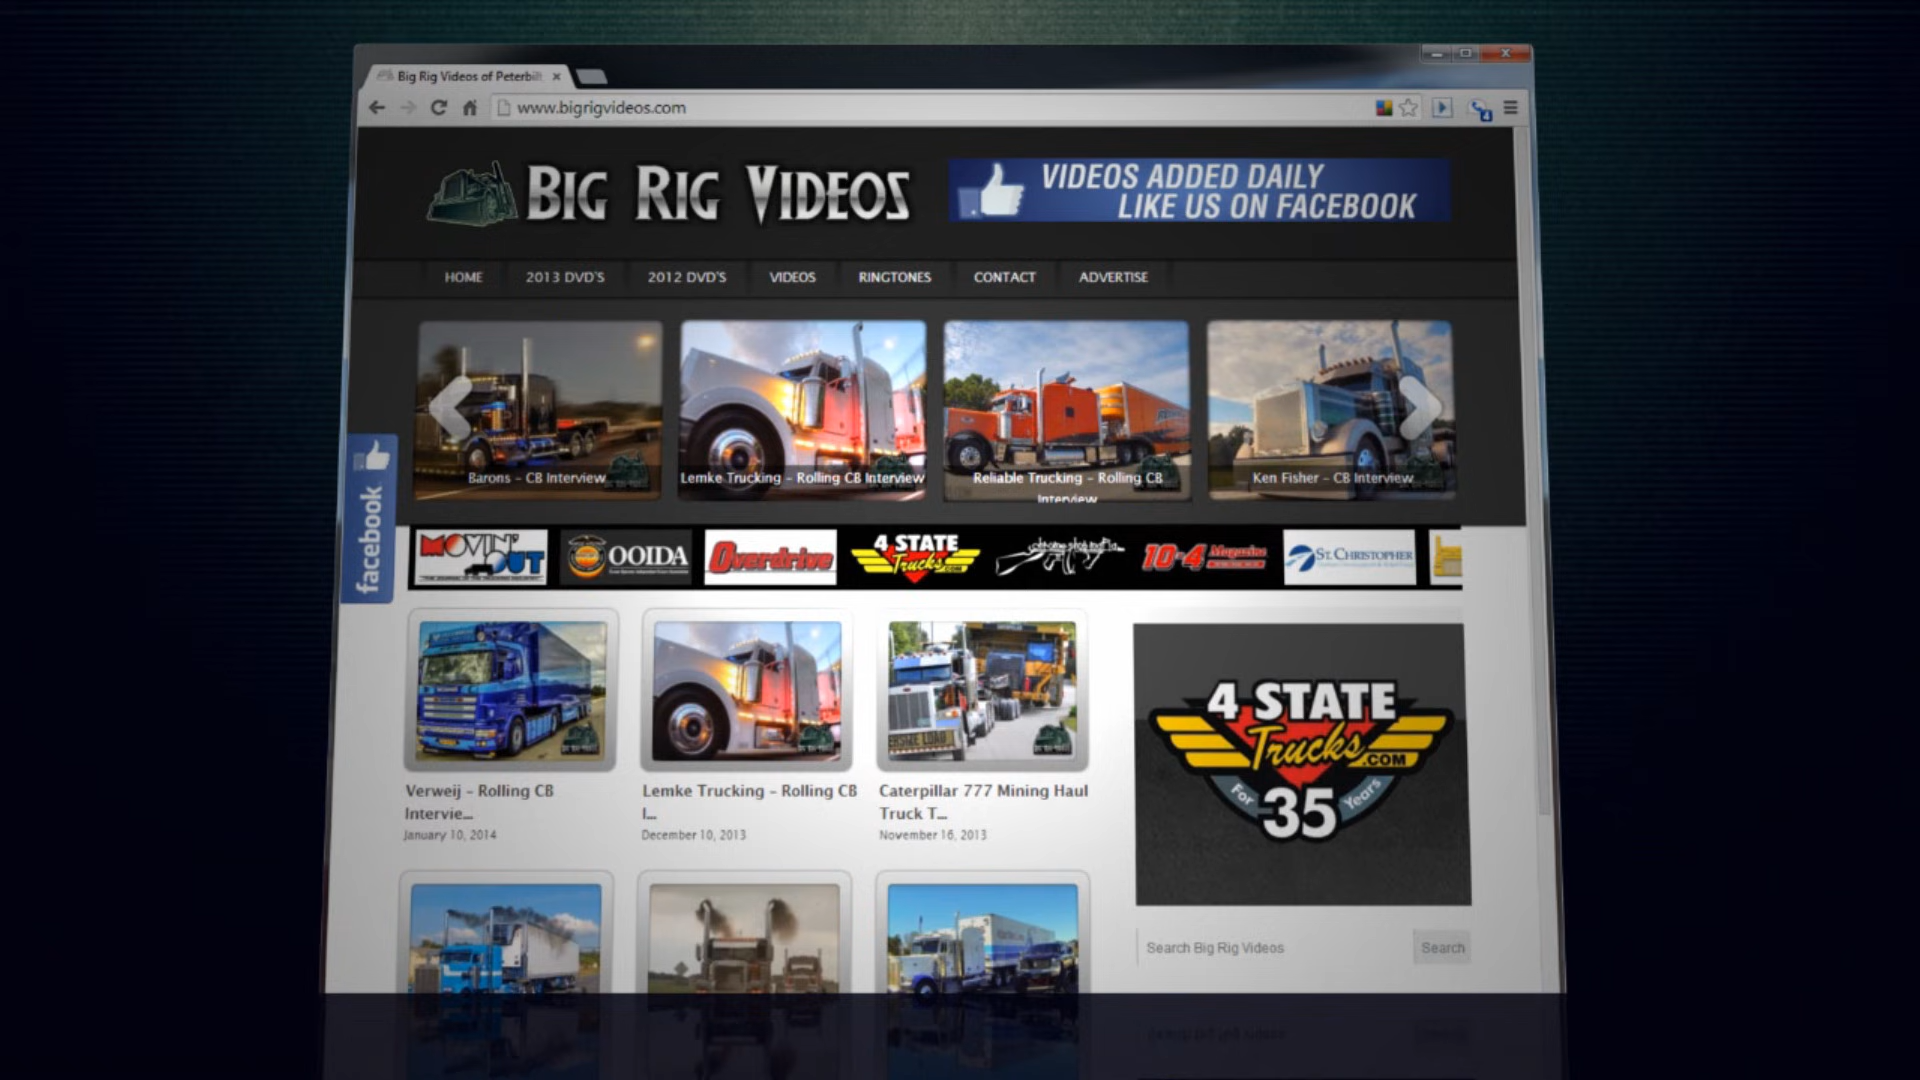 Big Rig Videos of Peterbilt
www.bigrigvideos.com
BIG RIG VIDEOS
VIDEOS ADDED DAILY
LIKE US ON FACEBOOK
HOME
2013 DVD'S
2012 DVD'S
VIDEOS
RINGTONES
CONTACT
ADVERTISE
Barons - CB Interview
Lemke Trucking - Rolling CB Interview
Reliable Trucking - Rolling CB
Interview
Ken Fisher - CB Interview
facebook
MOVIN'
OUT
OOIDA
Overdrive
4 STATE
Trucks.COM
10-4 Magazine
ST. CHRISTOPHER
Verweij - Rolling CB
Intervie...
January 10, 2014
Lemke Trucking - Rolling CB
I...
December 10, 2013
Caterpillar 777 Mining Haul
Truck T...
November 16, 2013
4 STATE
Trucks.COM
For 35 Years
Search Big Rig Videos
Search